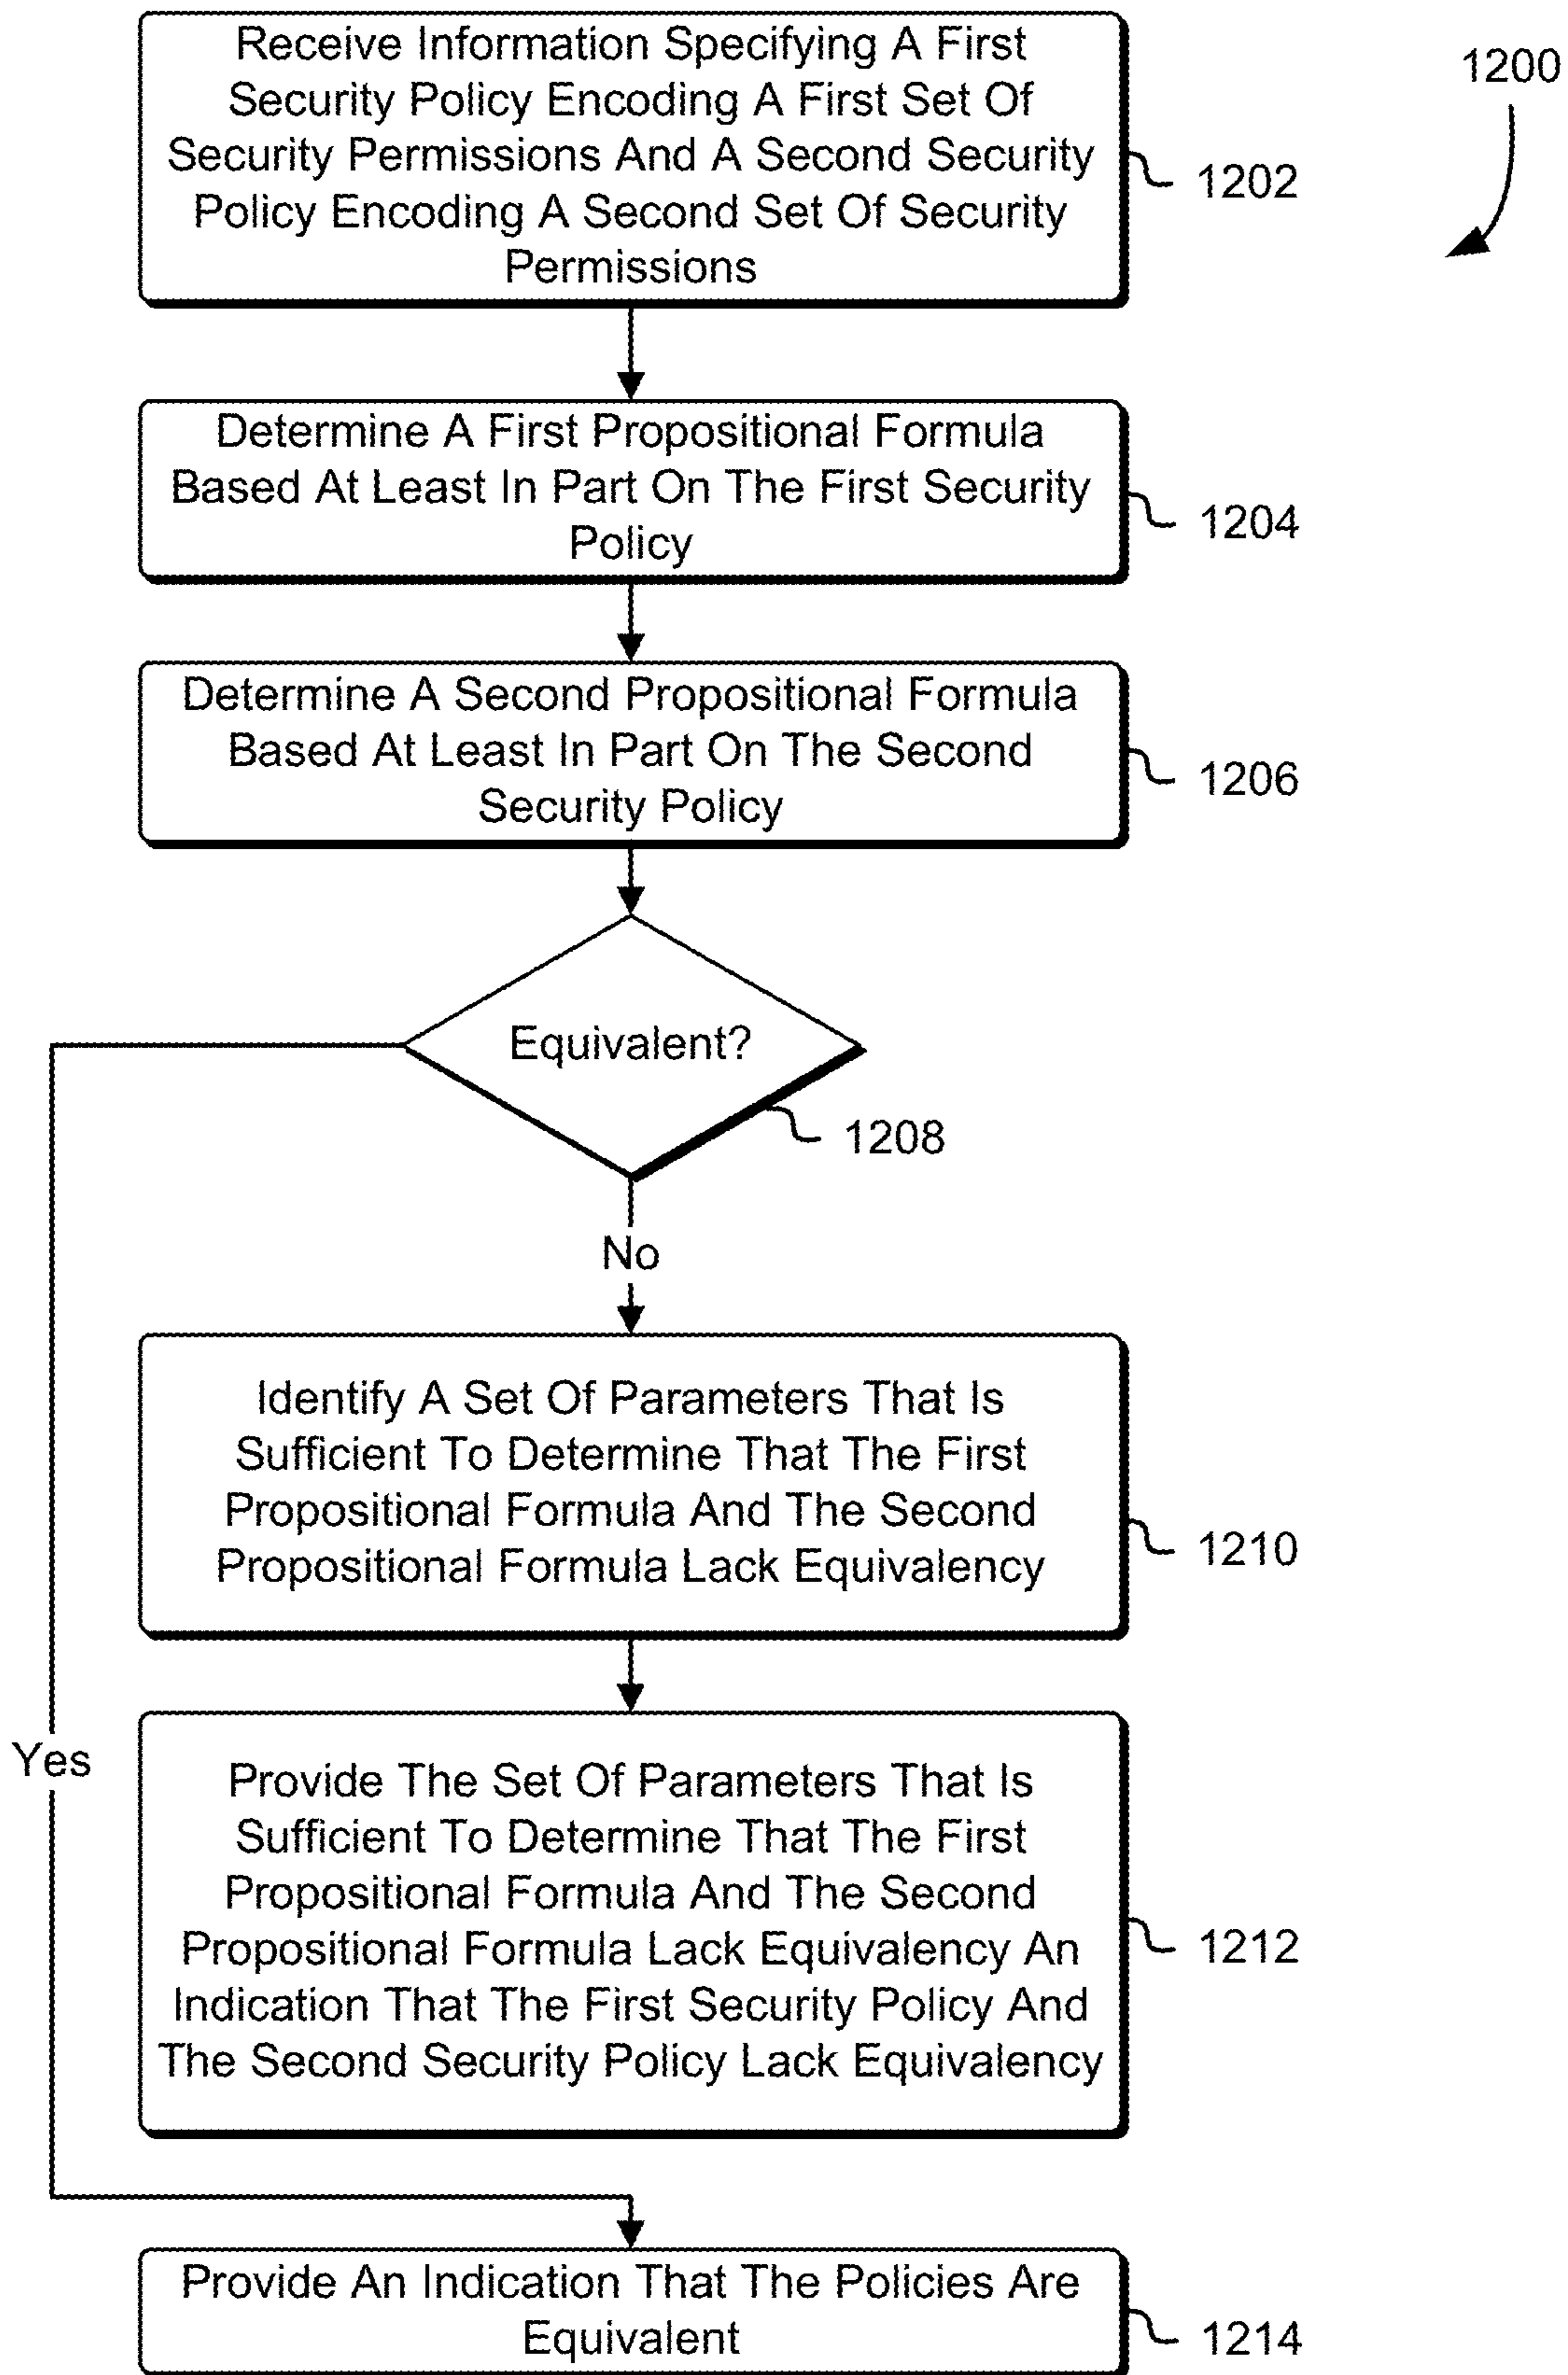 1200
Receive Information Specifying A First
Security Policy Encoding A First Set Of
Security Permissions And A Second Security
Policy Encoding A Second Set Of Security
Permissions
1202
Determine A First Propositional Formula
Based At Least In Part On The First Security
Policy
1204
Determine A Second Propositional Formula
Based At Least In Part On The Second
Security Policy
1206
Equivalent?
1208
No
Identify A Set Of Parameters That Is
Sufficient To Determine That The First
Propositional Formula And The Second
Propositional Formula Lack Equivalency
1210
Yes
Provide The Set Of Parameters That Is
Sufficient To Determine That The First
Propositional Formula And The Second
Propositional Formula Lack Equivalency An
Indication That The First Security Policy And
The Second Security Policy Lack Equivalency
1212
Provide An Indication That The Policies Are
Equivalent
1214